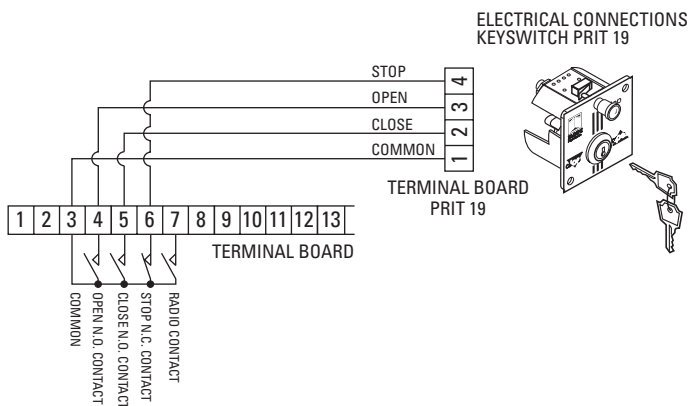 ELECTRICAL CONNECTIONS
KEYSWITCH PRIT 19
STOP
4
OPEN
3
CLOSE
2
COMMON
1
TERMINAL BOARD
PRIT 19
1 2 3 4 5 6 7 8 9 10 11 12 13
TERMINAL BOARD
COMMON
OPEN N.O. CONTACT
CLOSE N.O. CONTACT
STOP N.C. CONTACT
RADIO CONTACT